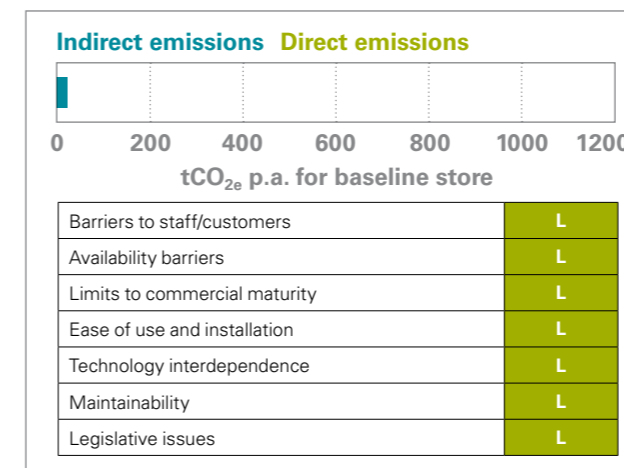 Indirect emissions Direct emissions
0 200 400 600 800 1000 1200
tCO2e p.a. for baseline store
Barriers to staff/customers L
Availability barriers L
Limits to commercial maturity L
Ease of use and installation L
Technology interdependence L
Maintainability L
Legislative issues L